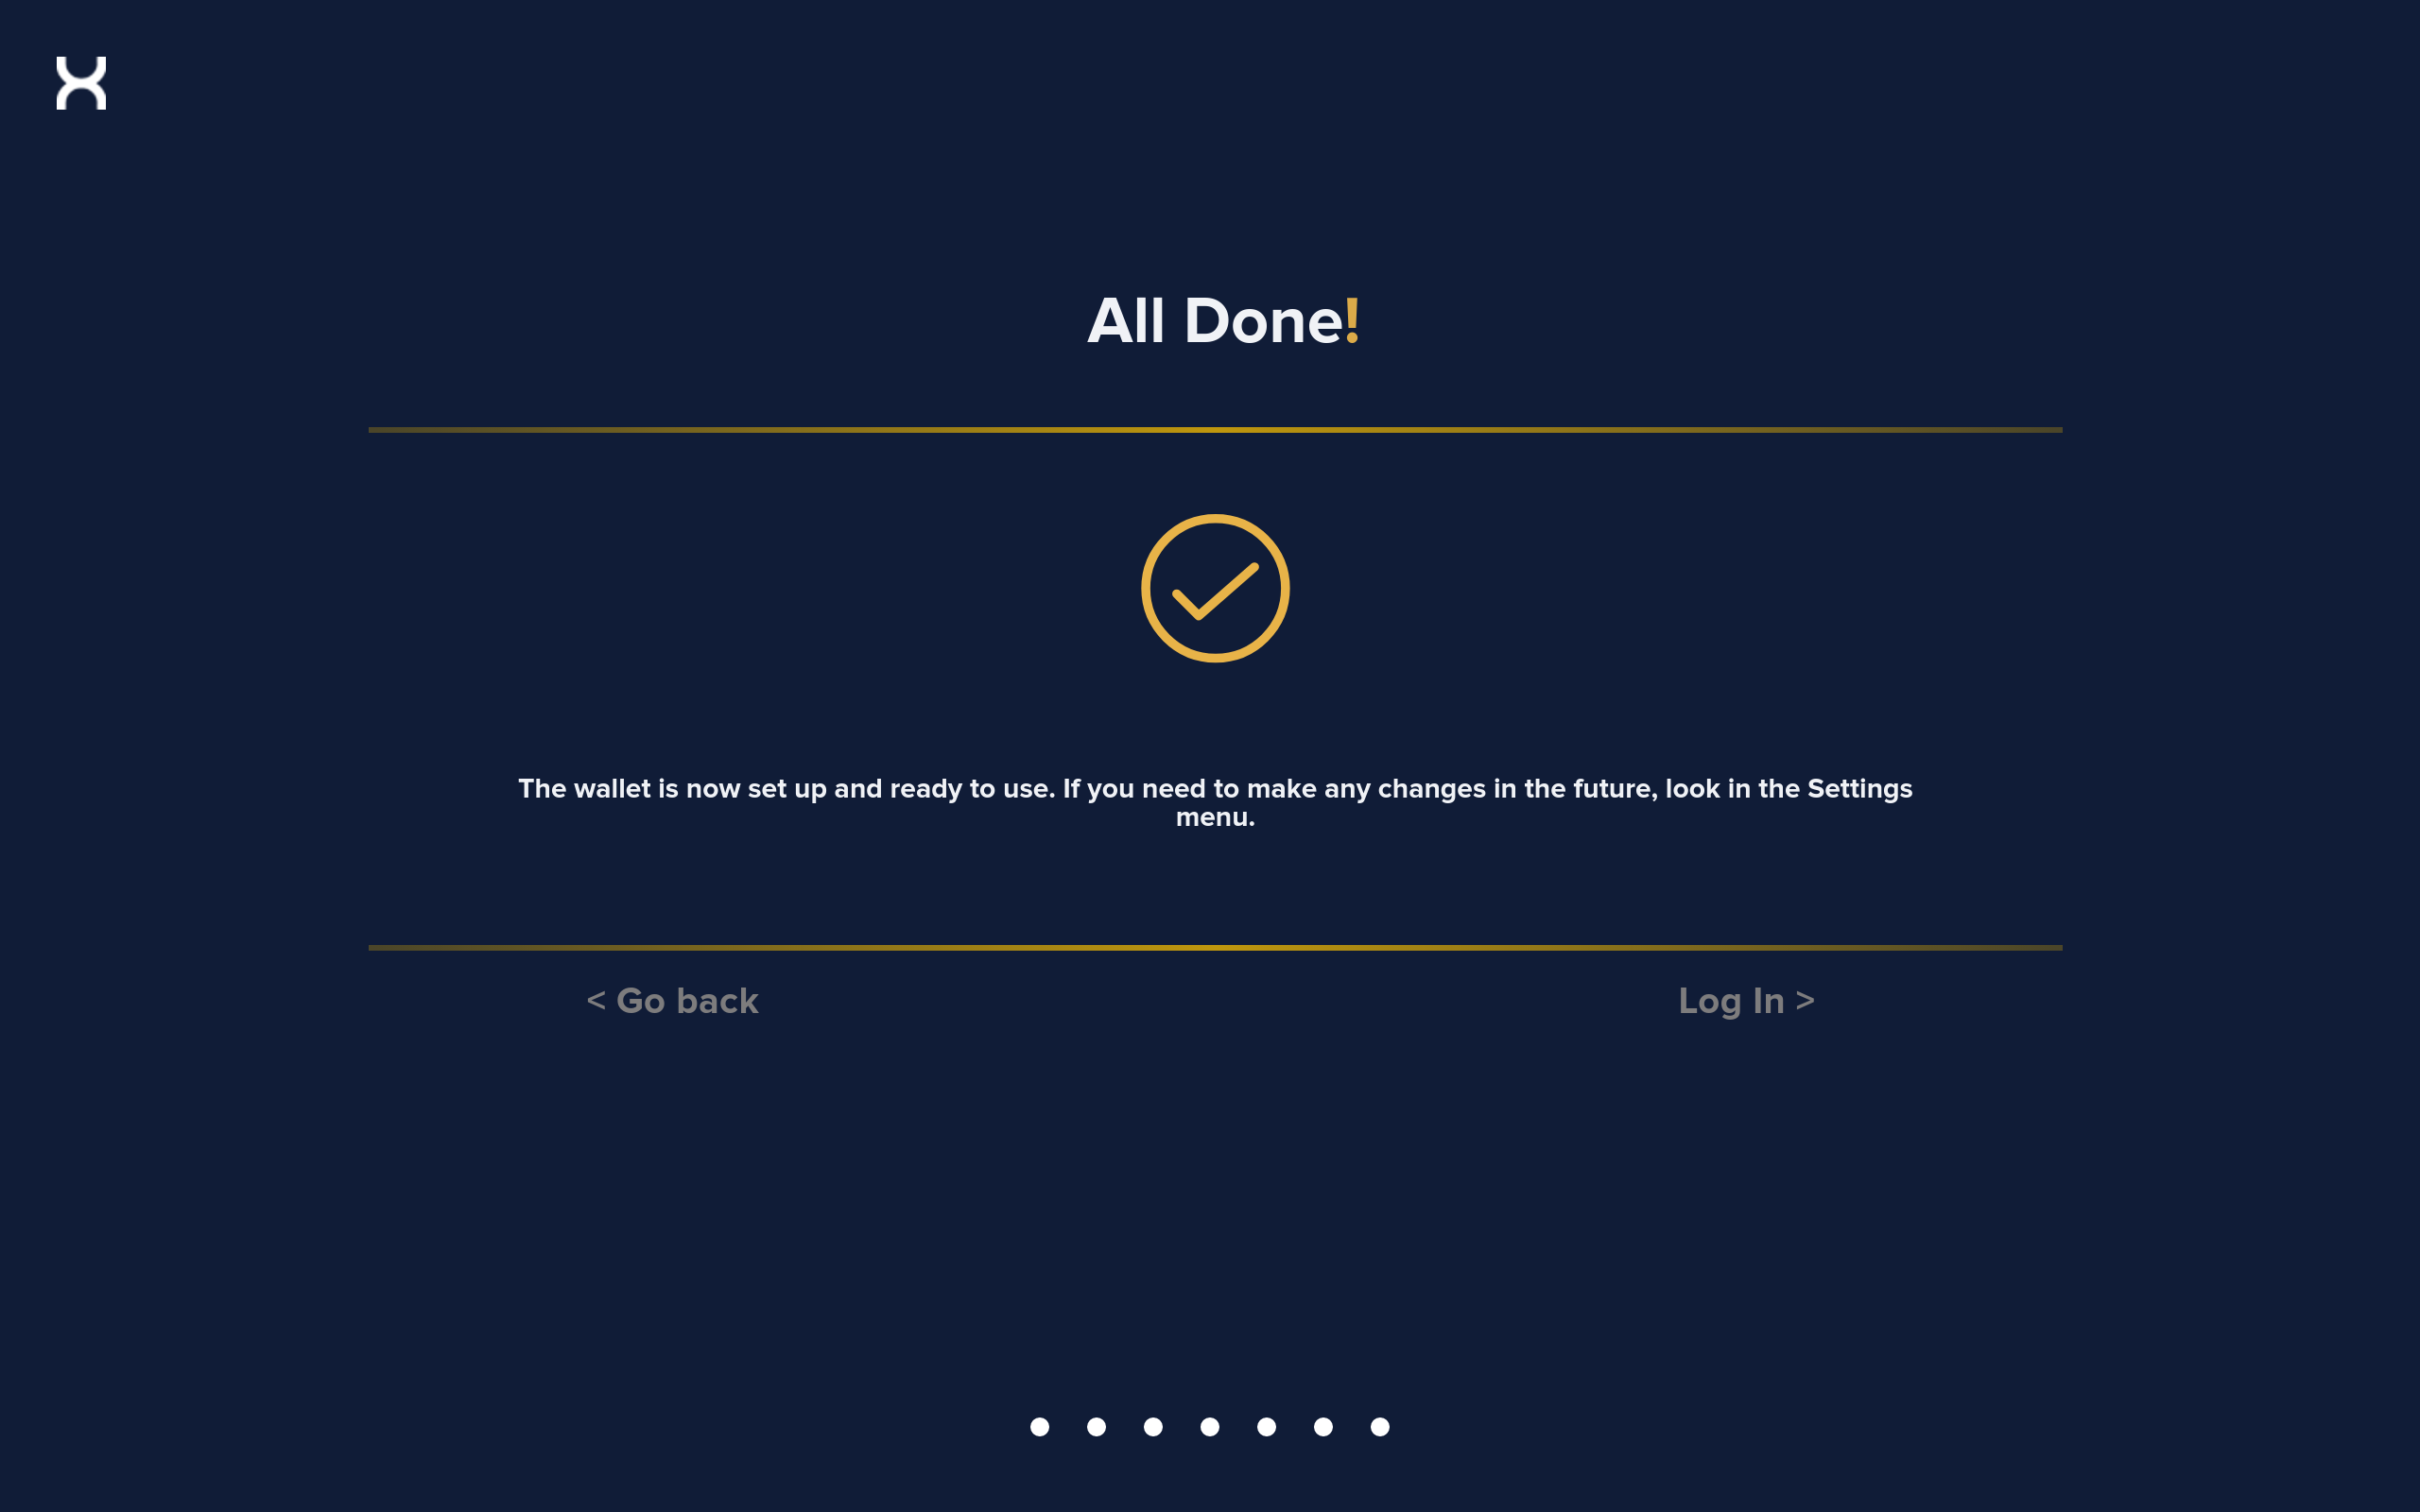 All Done!
The wallet is now set up and ready to use. If you need to make any changes in the future, look in the Settings
menu.
< Go back
Log In >